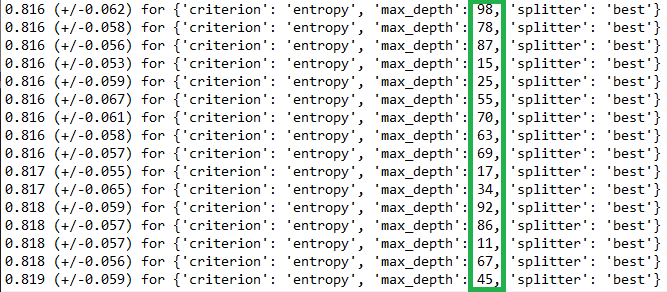 0.816 (+/-0.062) for {'criterion': 'entropy', 'max_depth': 98, 'splitter': 'best'}
0.816 (+/-0.058) for {'criterion': 'entropy', 'max_depth': 78, 'splitter': 'best'}
0.816 (+/-0.056) for {'criterion': 'entropy', 'max_depth': 87, 'splitter': 'best'}
0.816 (+/-0.053) for {'criterion': 'entropy', 'max_depth': 15, 'splitter': 'best'}
0.816 (+/-0.059) for {'criterion': 'entropy', 'max_depth': 25, 'splitter': 'best'}
0.816 (+/-0.067) for {'criterion': 'entropy', 'max_depth': 55, 'splitter': 'best'}
0.816 (+/-0.061) for {'criterion': 'entropy', 'max_depth': 70, 'splitter': 'best'}
0.816 (+/-0.058) for {'criterion': 'entropy', 'max_depth': 63, 'splitter': 'best'}
0.816 (+/-0.057) for {'criterion': 'entropy', 'max_depth': 69, 'splitter': 'best'}
0.817 (+/-0.055) for {'criterion': 'entropy', 'max_depth': 17, 'splitter': 'best'}
0.817 (+/-0.065) for {'criterion': 'entropy', 'max_depth': 34, 'splitter': 'best'}
0.818 (+/-0.059) for {'criterion': 'entropy', 'max_depth': 92, 'splitter': 'best'}
0.818 (+/-0.057) for {'criterion': 'entropy', 'max_depth': 86, 'splitter': 'best'}
0.818 (+/-0.057) for {'criterion': 'entropy', 'max_depth': 11, 'splitter': 'best'}
0.818 (+/-0.056) for {'criterion': 'entropy', 'max_depth': 67, 'splitter': 'best'}
0.819 (+/-0.059) for {'criterion': 'entropy', 'max_depth': 45, 'splitter': 'best'}